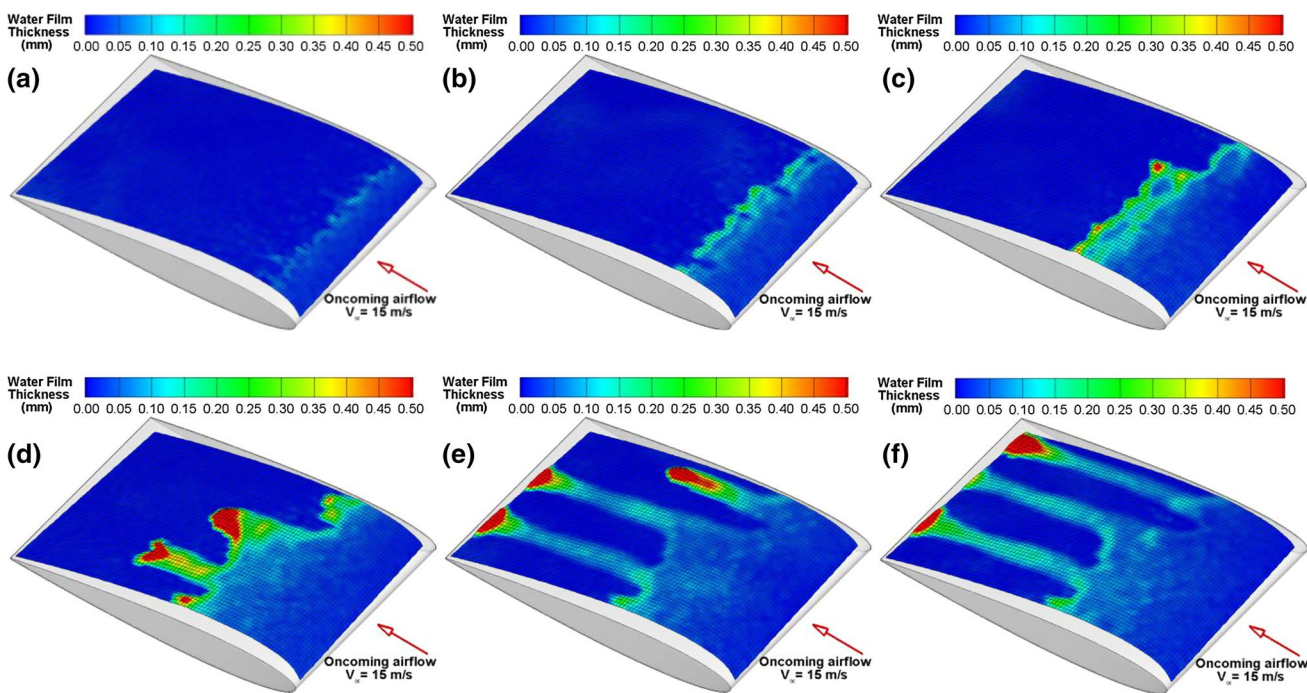 Water Film
Thickness
(mm)
0.00 0.05 0.10 0.15 0.20 0.25 0.30 0.35 0.40 0.45 0.50
(a)
Oncoming airflow
V∞= 15 m/s
Water Film
Thickness
(mm)
0.00 0.05 0.10 0.15 0.20 0.25 0.30 0.35 0.40 0.45 0.50
(b)
Oncoming airflow
V∞= 15 m/s
Water Film
Thickness
(mm)
0.00 0.05 0.10 0.15 0.20 0.25 0.30 0.35 0.40 0.45 0.50
(c)
Oncoming airflow
V∞= 15 m/s
Water Film
Thickness
(mm)
0.00 0.05 0.10 0.15 0.20 0.25 0.30 0.35 0.40 0.45 0.50
(d)
Oncoming airflow
V∞= 15 m/s
Water Film
Thickness
(mm)
0.00 0.05 0.10 0.15 0.20 0.25 0.30 0.35 0.40 0.45 0.50
(e)
Oncoming airflow
V∞= 15 m/s
Water Film
Thickness
(mm)
0.00 0.05 0.10 0.15 0.20 0.25 0.30 0.35 0.40 0.45 0.50
(f)
Oncoming airflow
V∞= 15 m/s